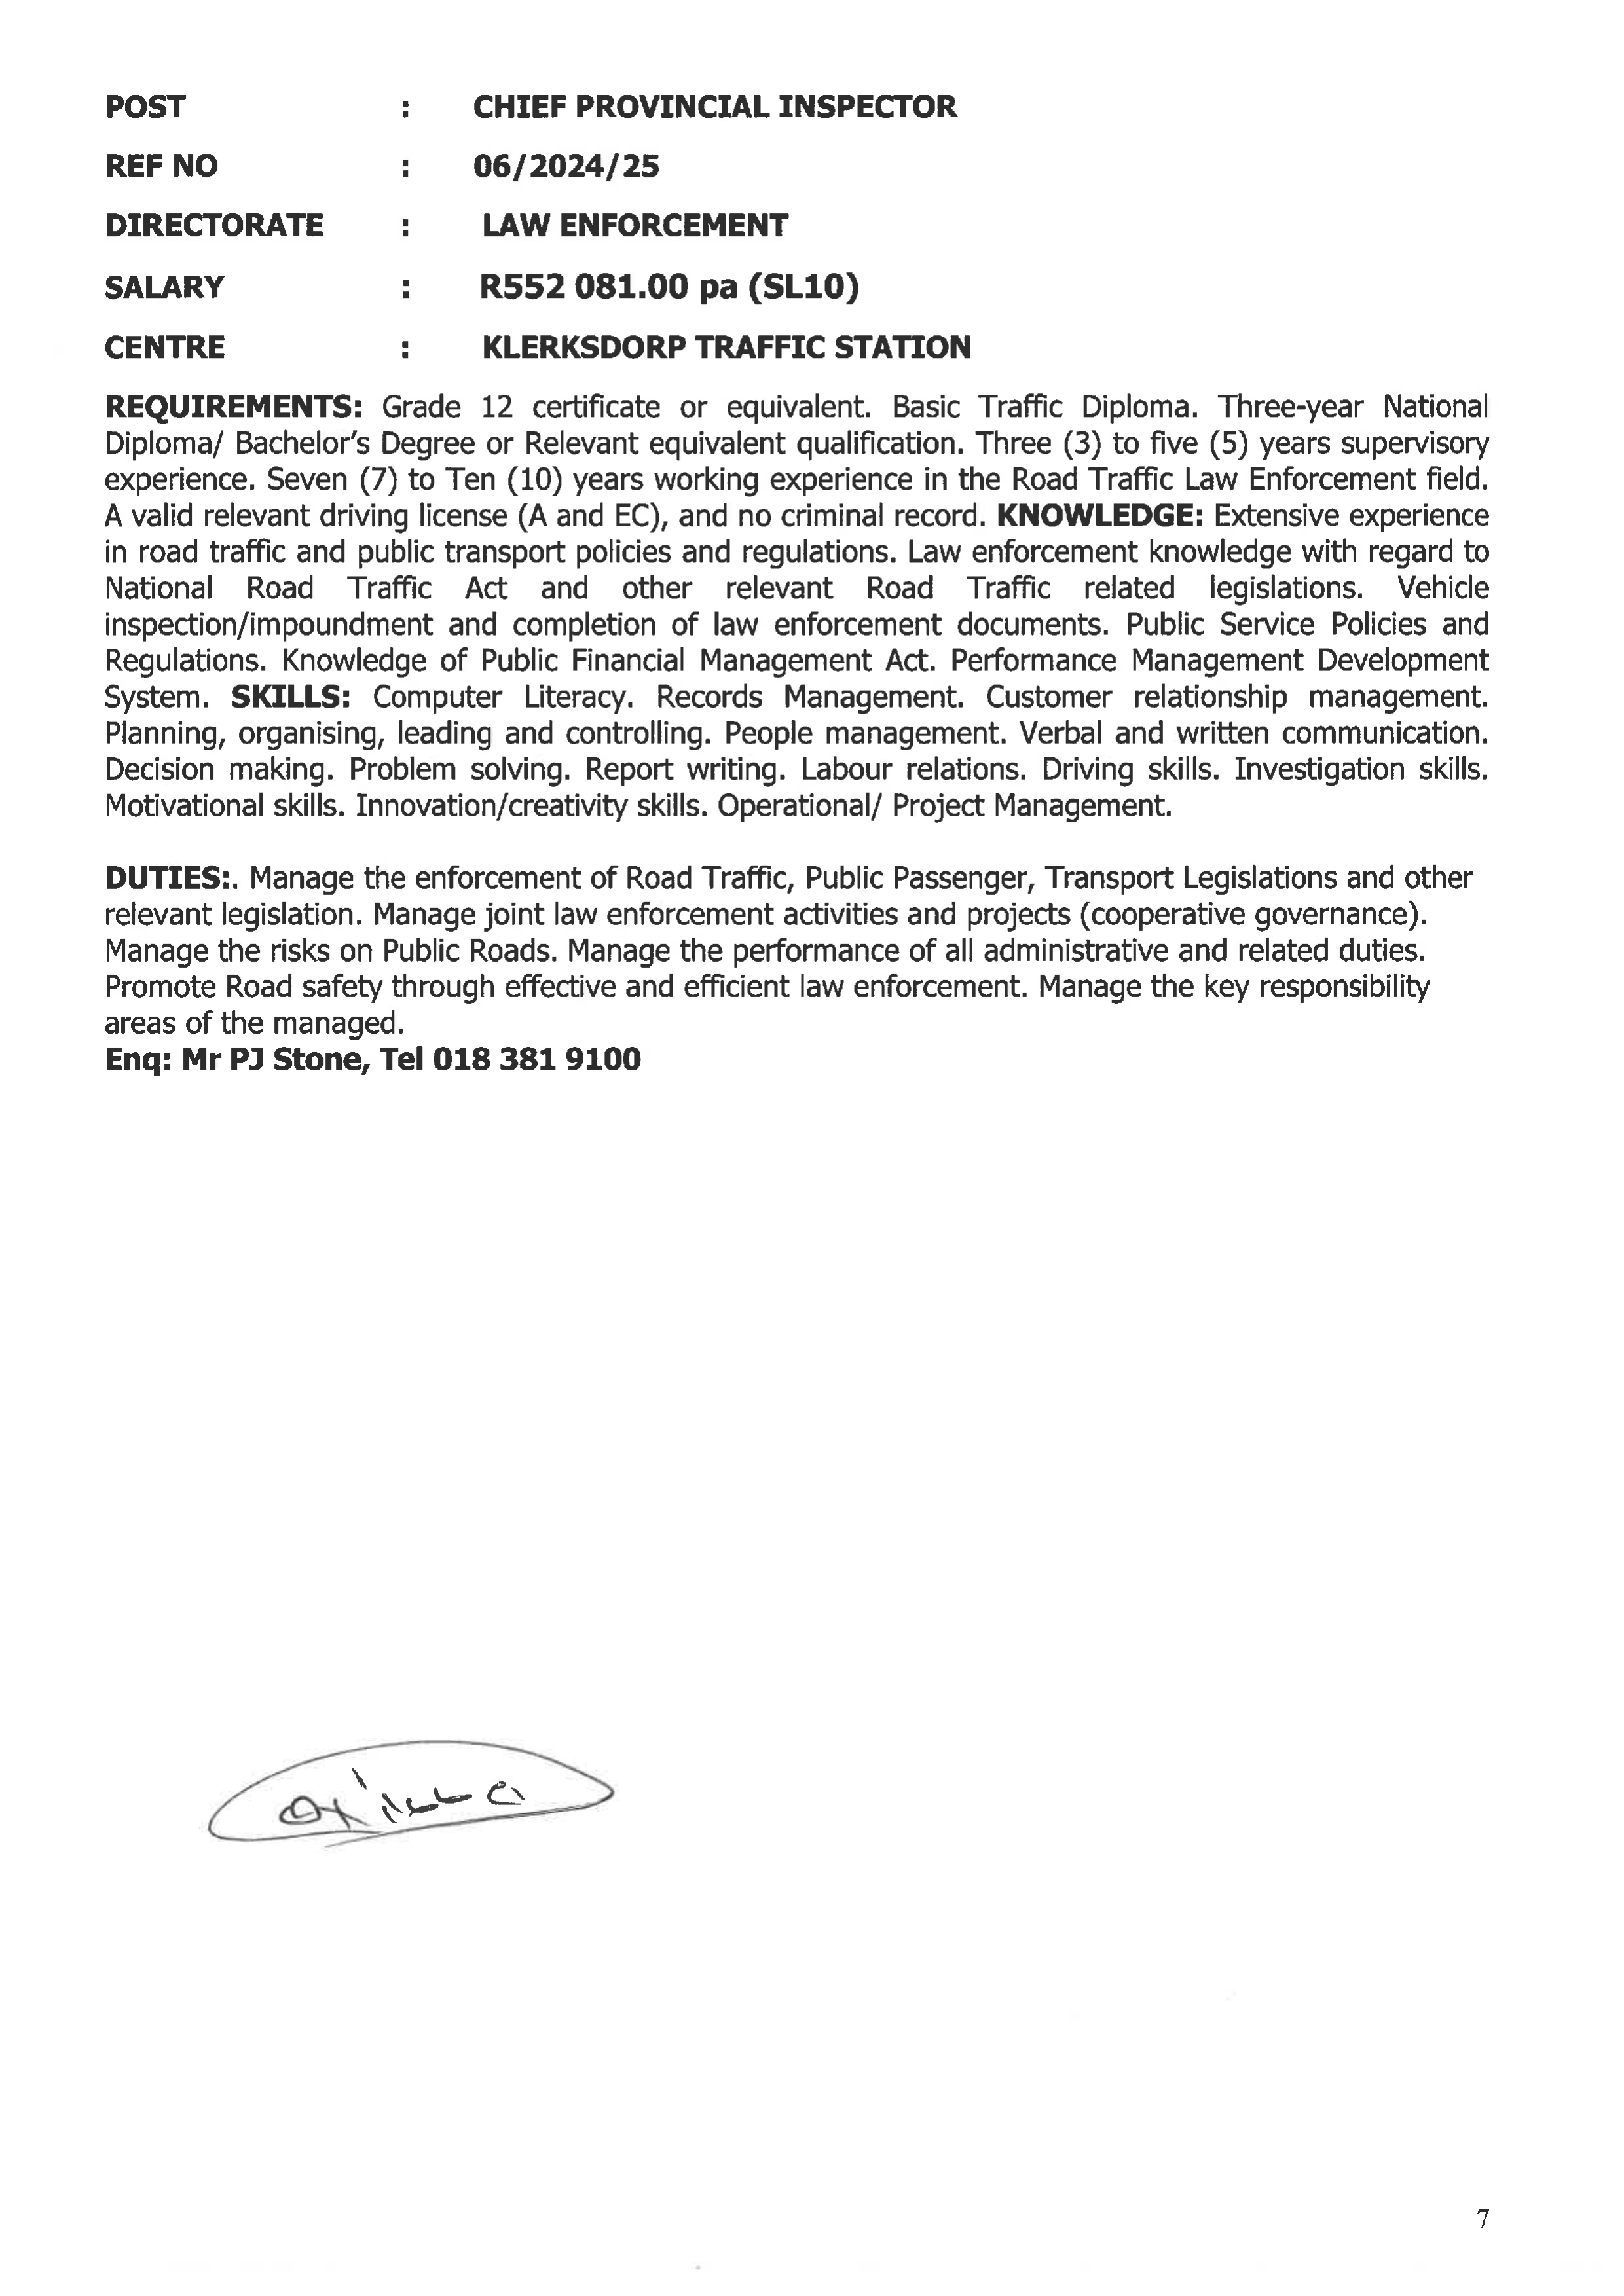 POST : CHIEF PROVINCIAL INSPECTOR
REF NO : 06/2024/25
DIRECTORATE : LAW ENFORCEMENT
SALARY : R552 081.00 pa (SL10)
CENTRE : KLERKSDORP TRAFFIC STATION
REQUIREMENTS: Grade 12 certificate or equivalent. Basic Traffic Diploma. Three-year National
Diploma/ Bachelor's Degree or Relevant equivalent qualification. Three (3) to five (5) years supervisory
experience. Seven (7) to Ten (10) years working experience in the Road Traffic Law Enforcement field.
A valid relevant driving license (A and EC), and no criminal record. KNOWLEDGE: Extensive experience
in road traffic and public transport policies and regulations. Law enforcement knowledge with regard to
National Road Traffic Act and other relevant Road Traffic related legislations. Vehicle
inspection/impoundment and completion of law enforcement documents. Public Service Policies and
Regulations. Knowledge of Public Financial Management Act. Performance Management Development
System. SKILLS: Computer Literacy. Records Management. Customer relationship management.
Planning, organising, leading and controlling. People management. Verbal and written communication.
Decision making. Problem solving. Report writing. Labour relations. Driving skills. Investigation skills.
Motivational skills. Innovation/creativity skills. Operational/ Project Management.
DUTIES:. Manage the enforcement of Road Traffic, Public Passenger, Transport Legislations and other
relevant legislation. Manage joint law enforcement activities and projects (cooperative governance).
Manage the risks on Public Roads. Manage the performance of all administrative and related duties.
Promote Road safety through effective and efficient law enforcement. Manage the key responsibility
areas of the managed.
Enq: Mr PJ Stone, Tel 018 381 9100
7